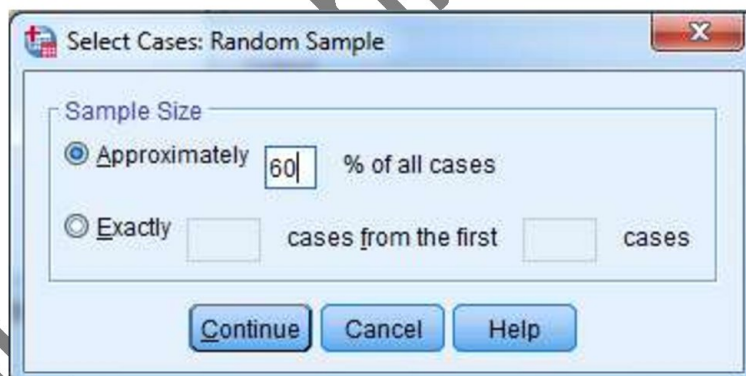 Select Cases: Random Sample
Sample Size
Approximately 60 % of all cases
Exactly cases from the first cases
Continue Cancel Help